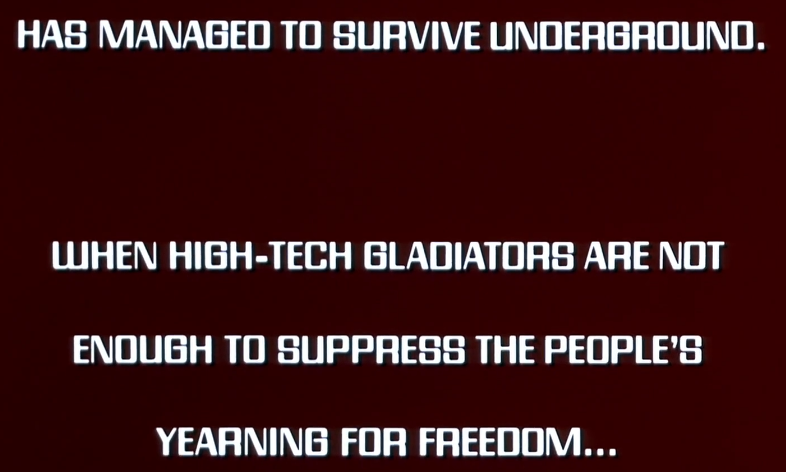 HAS MANAGED TO SURVIVE UNDERGROUND.
WHEN HIGH-TECH GLADIATORS ARE NOT
ENOUGH TO SUPPRESS THE PEOPLE'S
YEARNING FOR FREEDOM...